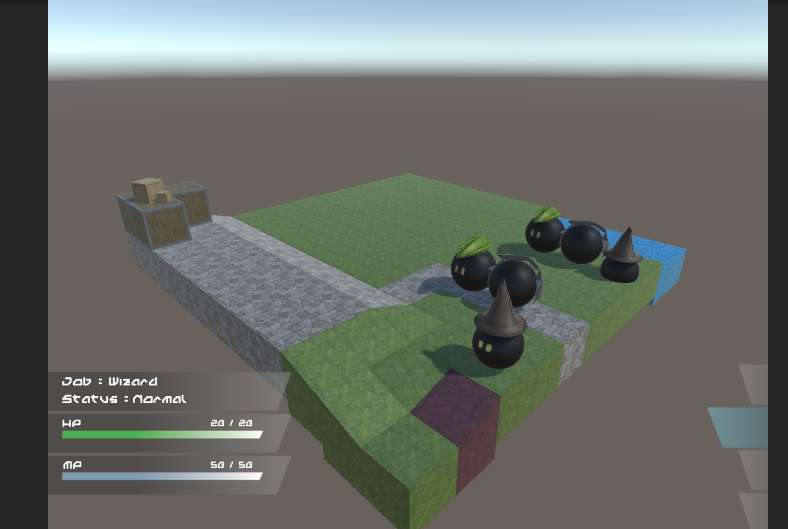 Job : Wizard
Status : Normal
HP 20 / 20
MP 50 / 50